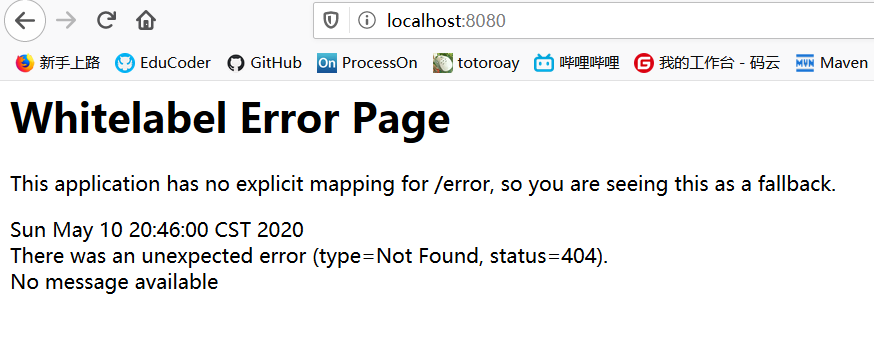 localhost:8080
新手上路 EduCoder GitHub On ProcessOn totoroay 哔哩哔哩 G 我的工作台 - 码云 MVN Maven
Whitelabel Error Page
This application has no explicit mapping for /error, so you are seeing this as a fallback.
Sun May 10 20:46:00 CST 2020
There was an unexpected error (type=Not Found, status=404).
No message available